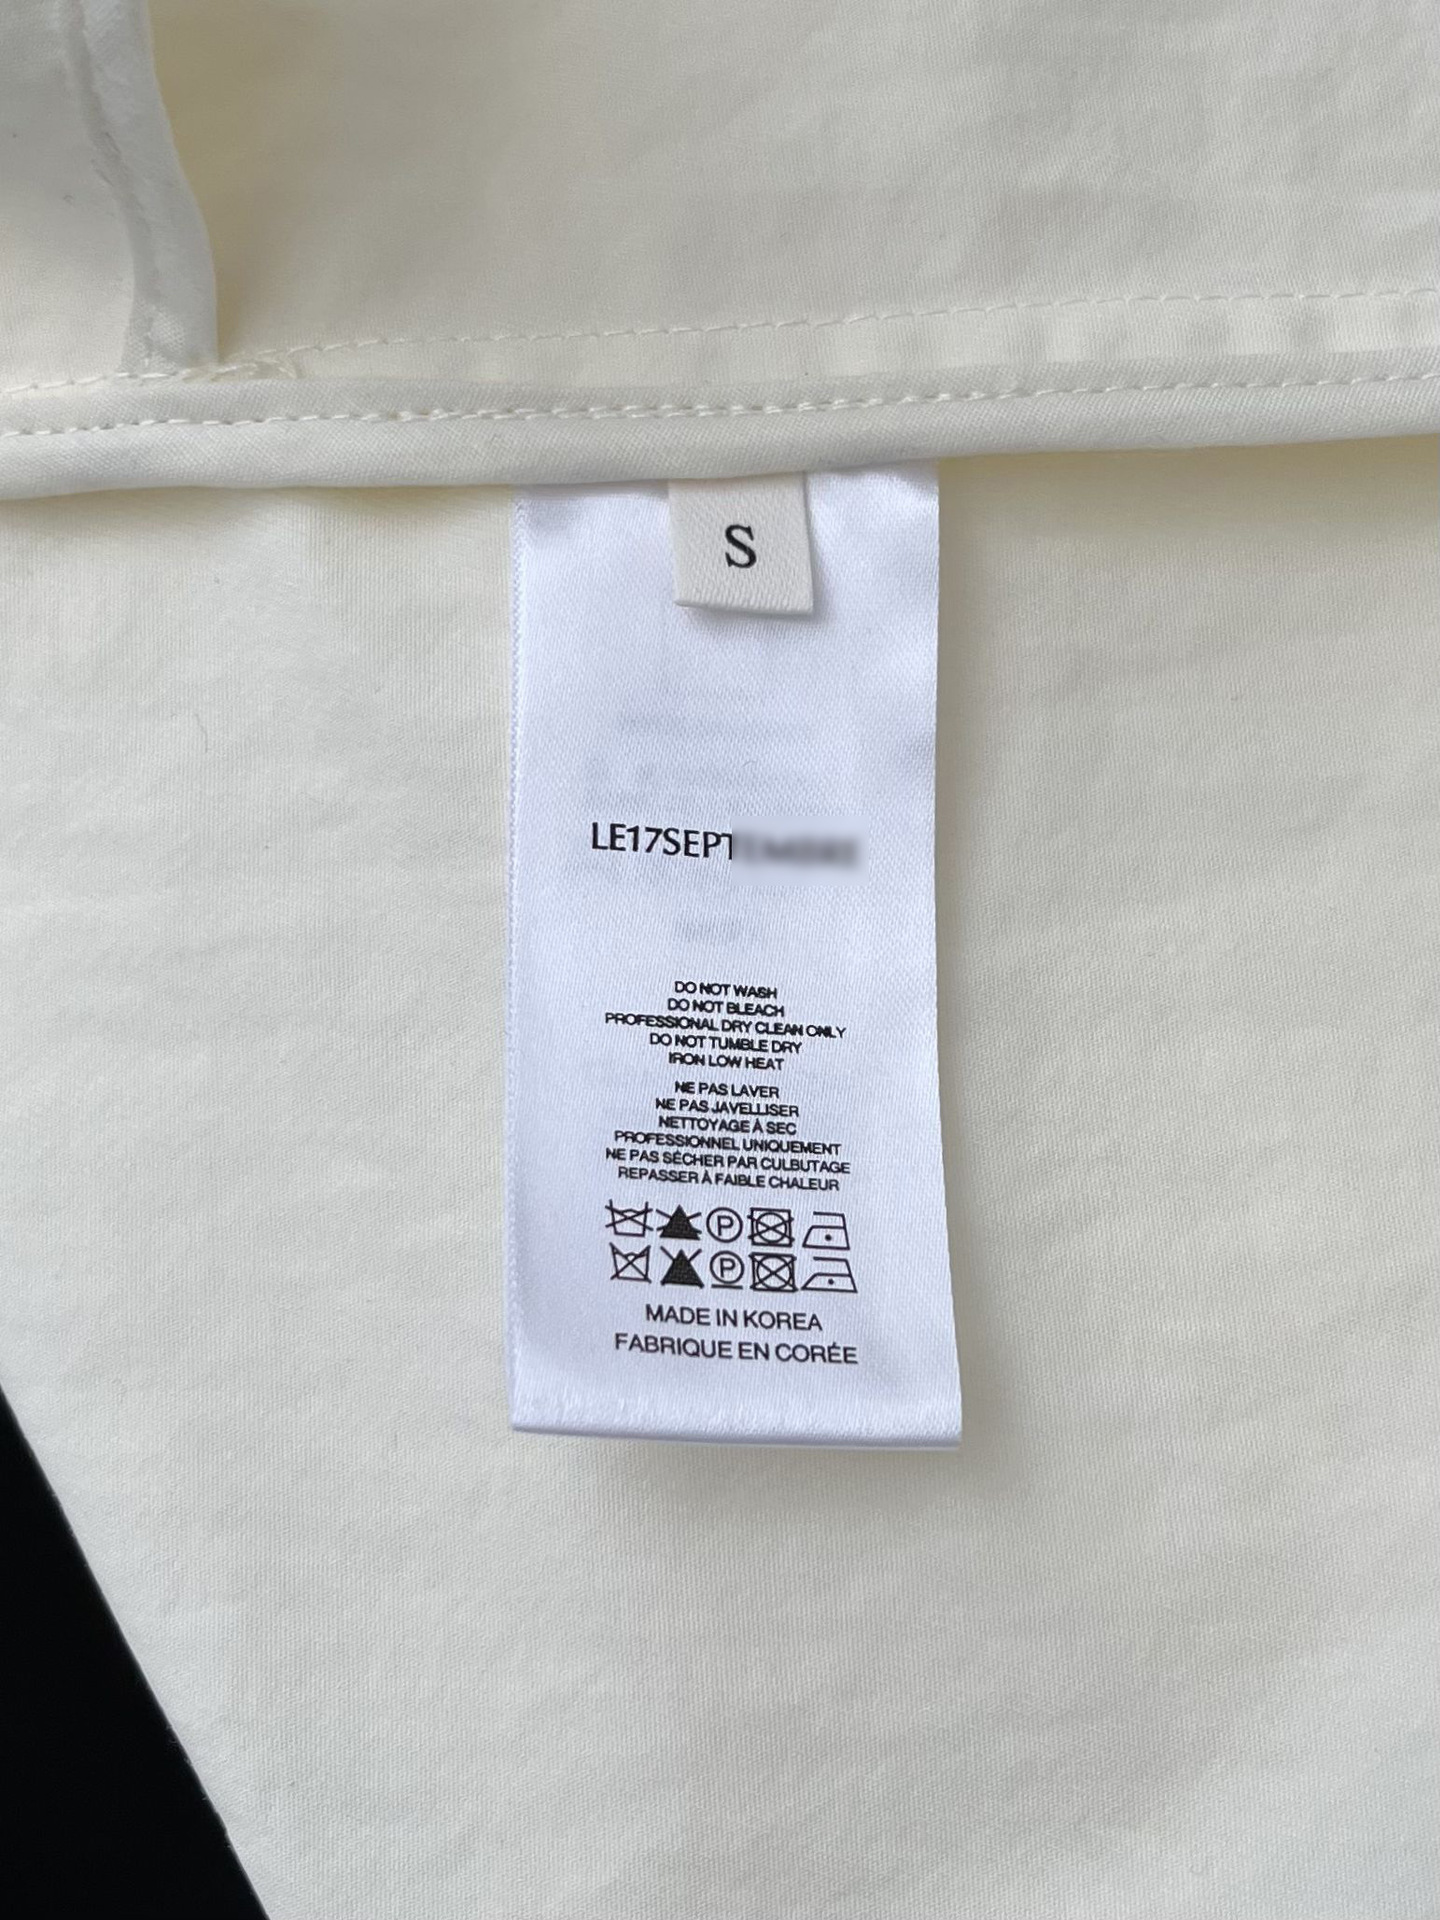 S
LE17SEPT
DO NOT WASH
DO NOT BLEACH
PROFESSIONAL DRY CLEAN ONLY
DO NOT TUMBLE DRY
IRON LOW HEAT
NE PAS LAVER
NE PAS JAVELLISER
NETTOYAGE À SEC
PROFESSIONNEL UNIQUEMENT
NE PAS SÉCHER PAR CULBUTAGE
REPASSER À FAIBLE CHALEUR
P
P
MADE IN KOREA
FABRIQUE EN CORÉE